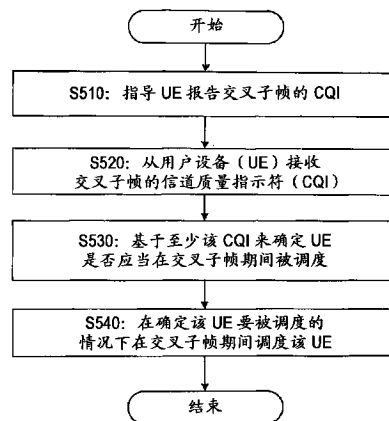 开始
S510: 指导 UE 报告交叉子帧的 CQI
S520: 从用户设备（UE）接收
交叉子帧的信道质量指示符（CQI）
S530: 基于至少该 CQI 来确定 UE
是否应当在交叉子帧期间被调度
S540: 在确定该 UE 要被调度的
情况下在交叉子帧期间调度该 UE
结束